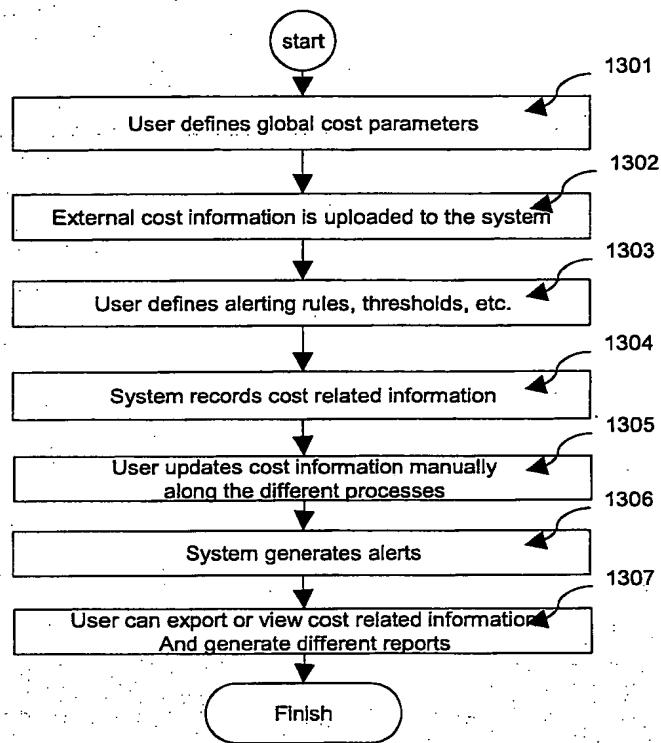 start
1301
User defines global cost parameters
1302
External cost information is uploaded to the system
1303
User defines alerting rules, thresholds, etc.
1304
System records cost related information
1305
User updates cost information manually
along the different processes
1306
System generates alerts
1307
User can export or view cost related information
And generate different reports
Finish